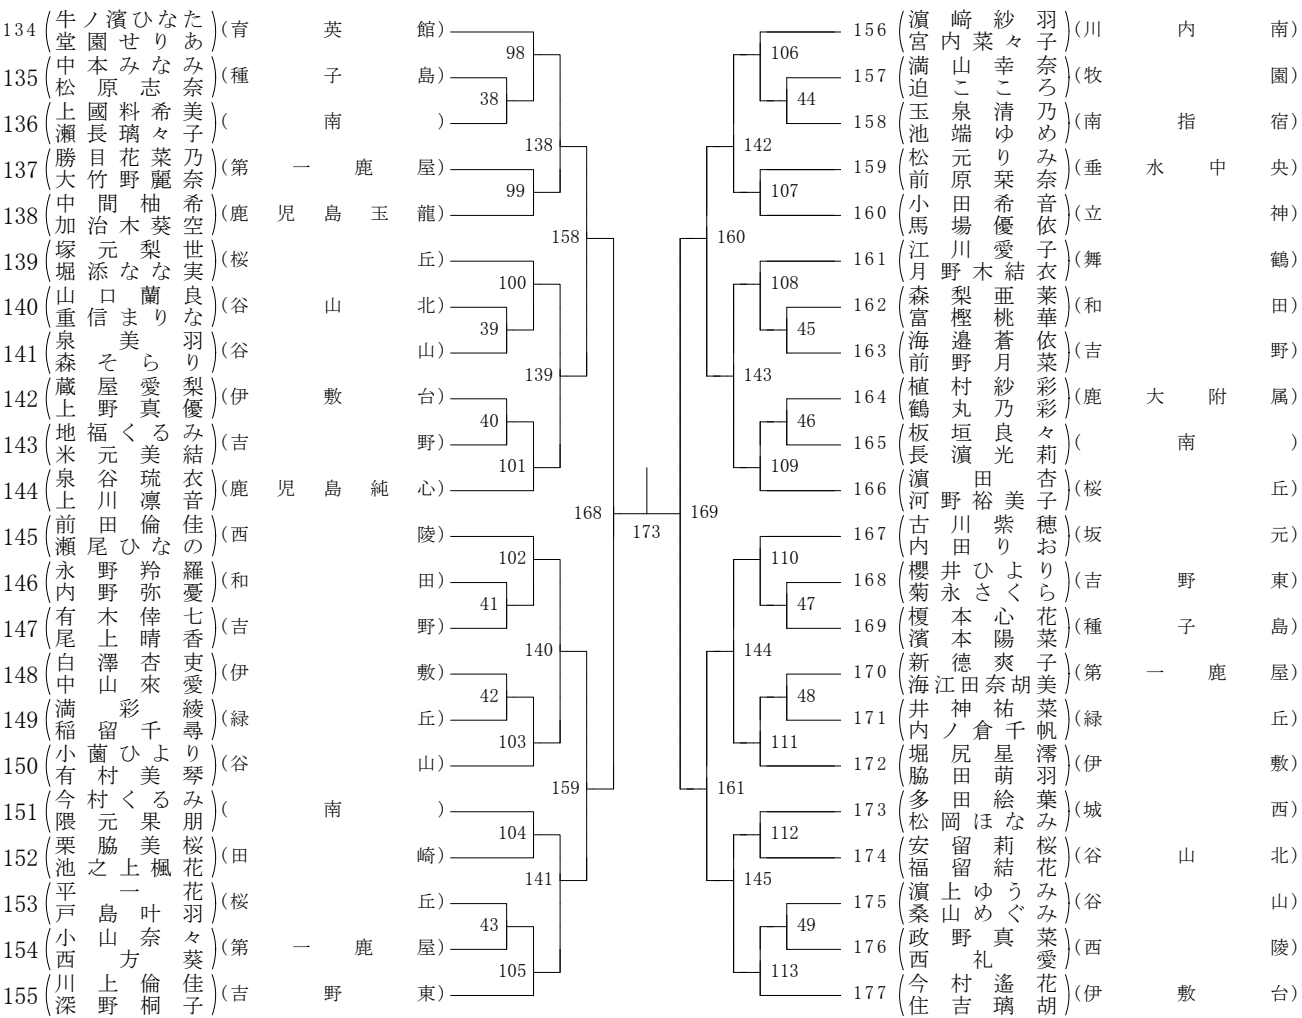 134 (牛ノ濱ひなた 堂園せりあ) (育英館)
135 (中本みなみ 松原志奈) (種子島)
136 (上國料希美 瀬長璃々子) (南)
137 (勝目花菜乃 大竹野麗奈) (第一鹿屋)
138 (中間柚希 加治木葵空) (鹿児島玉龍)
139 (塚元梨世 堀添なな実) (桜丘)
140 (山口蘭良 重信まりな) (谷山北)
141 (泉美羽 森そらり) (谷山)
142 (蔵屋愛梨 上野真優) (伊敷台)
143 (地福くるみ 米元美結) (吉野)
144 (泉谷琉衣 上川凛音) (鹿児島純心)
145 (前田倫佳 瀬尾ひなの) (西陵)
146 (永野羚羅 内野弥憂) (和田)
147 (有木倖七 尾上晴香) (吉野)
148 (白澤杏吏 中山來愛) (伊敷)
149 (満彩綾 稲留千尋) (緑丘)
150 (小薗ひより 有村美琴) (谷山)
151 (今村くるみ 隈元果朋) (南)
152 (栗脇美桜 池之上楓花) (田崎)
153 (平一花 戸島叶羽) (桜丘)
154 (小山奈々 西方葵) (第一鹿屋)
155 (川上倫佳 深野桐子) (吉野東)
98
38
138
99
158
100
39
139
40
101
168
102
41
140
42
103
159
104
141
43
105
173
106
44
142
107
160
108
45
143
46
109
169
110
47
144
48
111
161
112
145
49
113
156 (濵﨑紗羽 宮内菜々子) (川内南)
157 (満山幸奈 迫こころ) (牧園)
158 (玉泉清乃 池端ゆめ) (南指宿)
159 (松元りみ 前原栞奈) (垂水中央)
160 (小田希音 馬場優依) (立神)
161 (江川愛子 月野木結衣) (舞鶴)
162 (森梨亜菜 富樫桃華) (和田)
163 (海邉蒼依 前野月菜) (吉野)
164 (植村紗彩 鶴丸乃彩) (鹿大附属)
165 (板垣良々 長濵光莉) (南)
166 (濵田杏 河野裕美子) (桜丘)
167 (古川紫穂 内田りお) (坂元)
168 (櫻井ひより 菊永さくら) (吉野東)
169 (榎本心花 濱本陽菜) (種子島)
170 (新德爽子 海江田奈胡美) (第一鹿屋)
171 (井神祐菜 内ノ倉千帆) (緑丘)
172 (堀尻星澪 脇田萌羽) (伊敷)
173 (多田絵葉 松岡ほなみ) (城西)
174 (安留莉桜 福留結花) (谷山北)
175 (濵上ゆうみ 桑山めぐみ) (谷山)
176 (政野真菜 西礼愛) (西陵)
177 (今村遙花 住吉璃胡) (伊敷台)